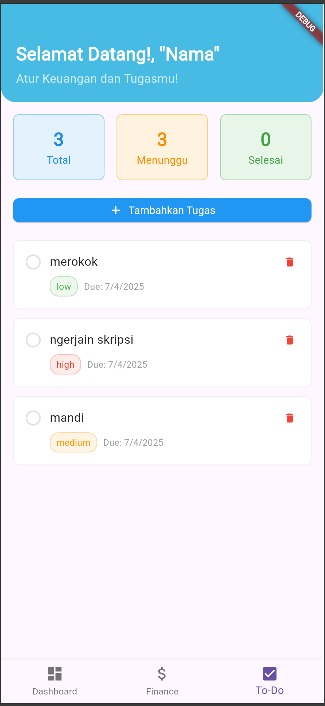 DEBUG
Selamat Datang!, "Nama"
Atur Keuangan dan Tugasmu!
3
Total
3
Menunggu
0
Selesai
+ Tambahkan Tugas
merokok
low Due: 7/4/2025
ngerjain skripsi
high Due: 7/4/2025
mandi
medium Due: 7/4/2025
Dashboard
$
Finance
To-Do